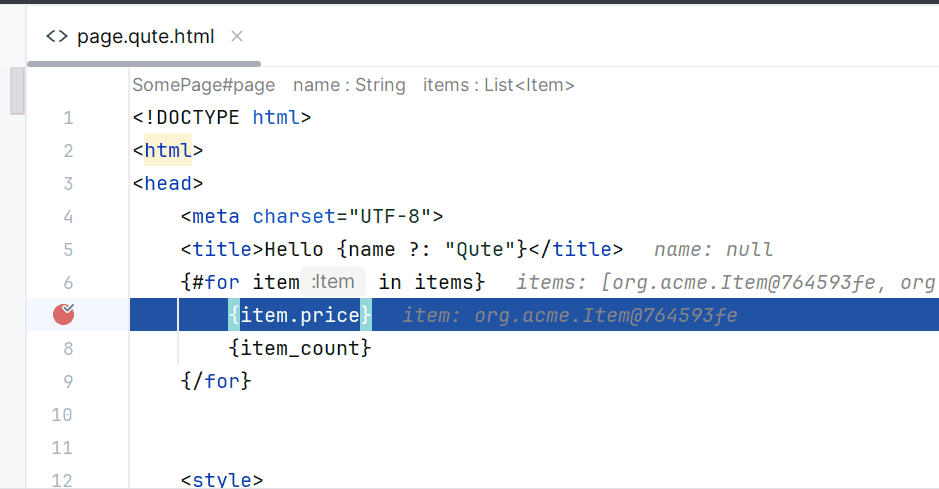 <> page.qute.html ×
SomePage#page name : String items : List<Item>
1 <!DOCTYPE html>
2 <html>
3 <head>
4 <meta charset="UTF-8">
5 <title>Hello {name ?: "Qute"}</title> name: null
6 {#for item :Item in items} items: [org.acme.Item@764593fe, org
{item.price} item: org.acme.Item@764593fe
8 {item_count}
9 {/for}
10
11
12 <style>